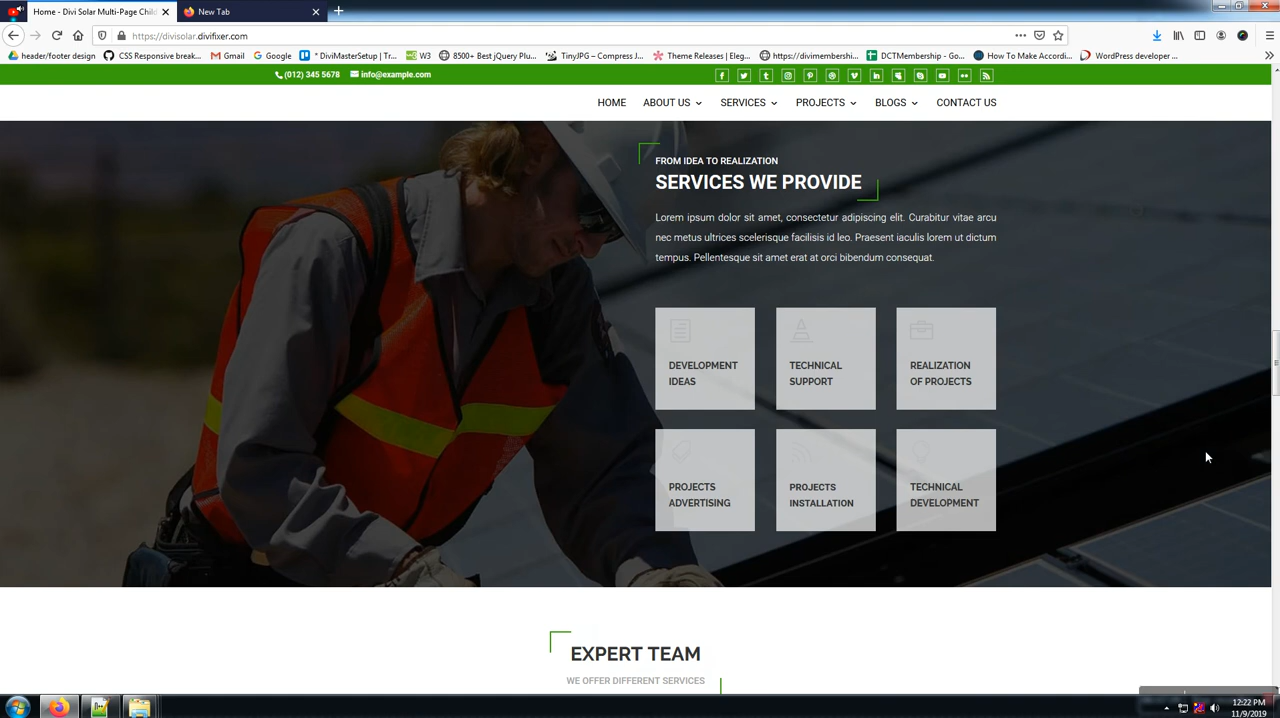 Home - Divi Solar Multi-Page Child
New Tab
https://divisolar.divifixer.com
header/footer design
CSS Responsive break...
Gmail
Google
* DiviMasterSetup | Tr...
W3
8500+ Best jQuery Plu...
TinyJPG – Compress J...
Theme Releases | Eleg...
https://divimembershi...
DCTMembership - Go...
How To Make Accordi...
WordPress developer ...
(012) 345 5678
info@example.com
HOME
ABOUT US
SERVICES
PROJECTS
BLOGS
CONTACT US
FROM IDEA TO REALIZATION
SERVICES WE PROVIDE
Lorem ipsum dolor sit amet, consectetur adipiscing elit. Curabitur vitae arcu
nec metus ultrices scelerisque facilisis id leo. Praesent iaculis lorem ut dictum
tempus. Pellentesque sit amet erat at orci bibendum consequat.
DEVELOPMENT
IDEAS
TECHNICAL
SUPPORT
REALIZATION
OF PROJECTS
PROJECTS
ADVERTISING
PROJECTS
INSTALLATION
TECHNICAL
DEVELOPMENT
EXPERT TEAM
WE OFFER DIFFERENT SERVICES
12:22 PM
11/9/2019